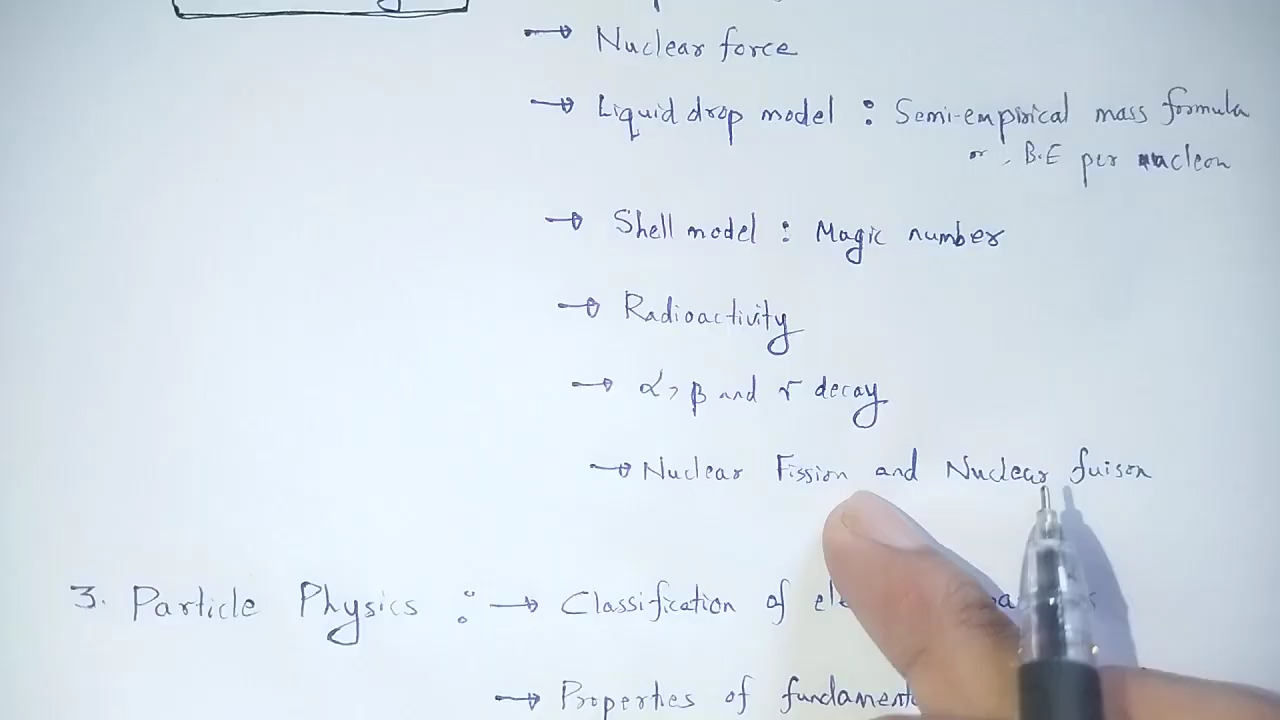 → Nuclear force
→ Liquid drop model : Semi-empirical mass formula
or, B.E per nucleon
→ Shell model : Magic number
→ Radioactivity
→ α, β and γ decay
→ Nuclear Fission and Nuclear fuison
3. Particle Physics : → Classification of
→ Properties of